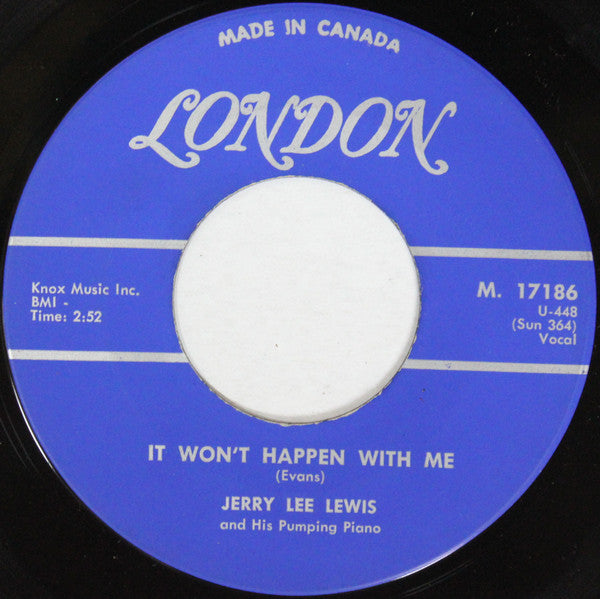 MADE IN CANADA
LONDON
Knox Music Inc.
BMI -
Time: 2:52
M. 17186
U-448
(Sun 364)
Vocal
IT WON'T HAPPEN WITH ME
(Evans)
JERRY LEE LEWIS
and His Pumping Piano